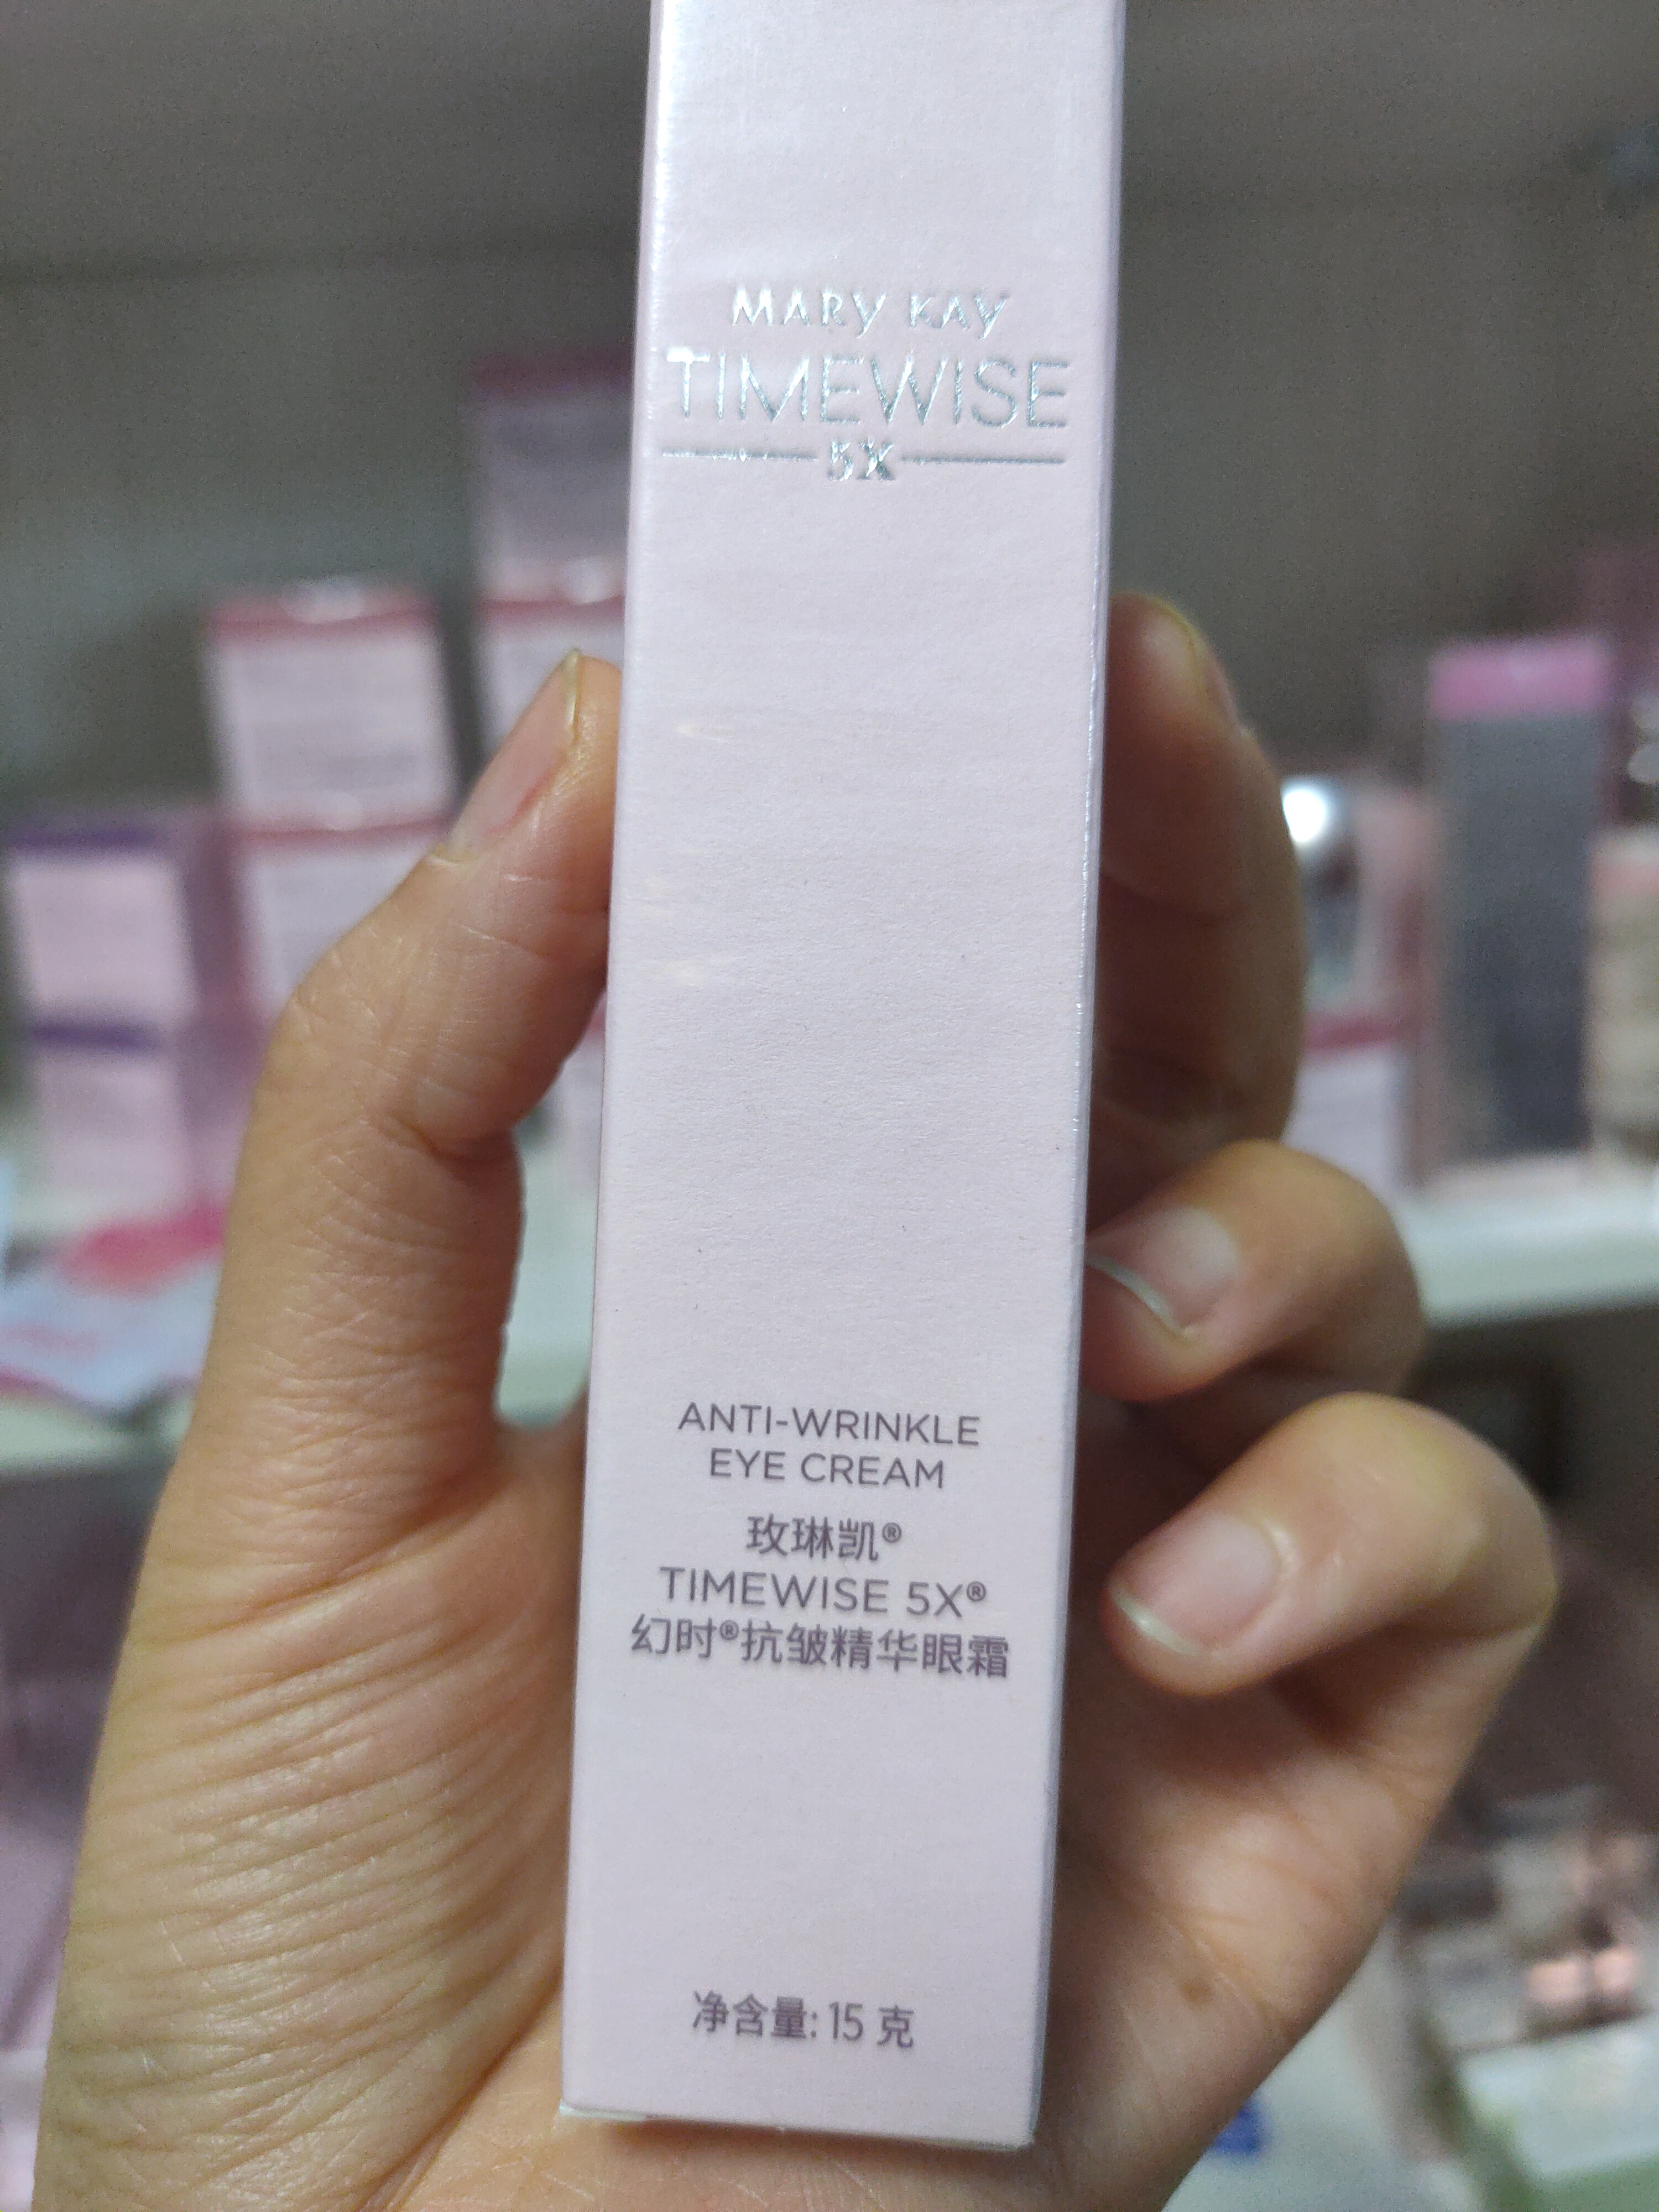 MARY KAY
TIMEWISE
5X
ANTI-WRINKLE
EYE CREAM
玫琳凯®
TIMEWISE 5X®
幻时®抗皱精华眼霜
净含量: 15 克